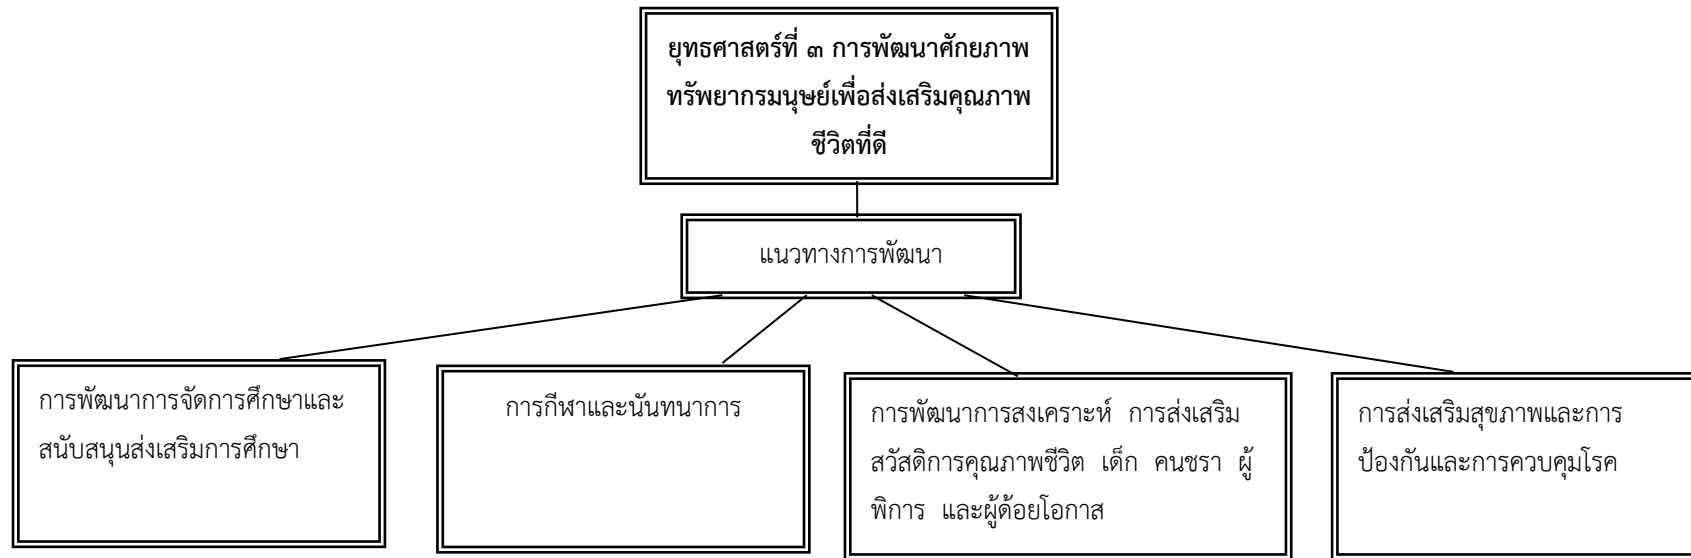 ยุทธศาสตร์ที่ ๓ การพัฒนาศักยภาพ
ทรัพยากรมนุษย์เพื่อส่งเสริมคุณภาพ
ชีวิตที่ดี
แนวทางการพัฒนา
การพัฒนาการจัดการศึกษาและ
สนับสนุนส่งเสริมการศึกษา
การกีฬาและนันทนาการ
การพัฒนาการสงเคราะห์ การส่งเสริม
สวัสดิการคุณภาพชีวิต เด็ก คนชรา ผู้
พิการ และผู้ด้อยโอกาส
การส่งเสริมสุขภาพและการ
ป้องกันและการควบคุมโรค